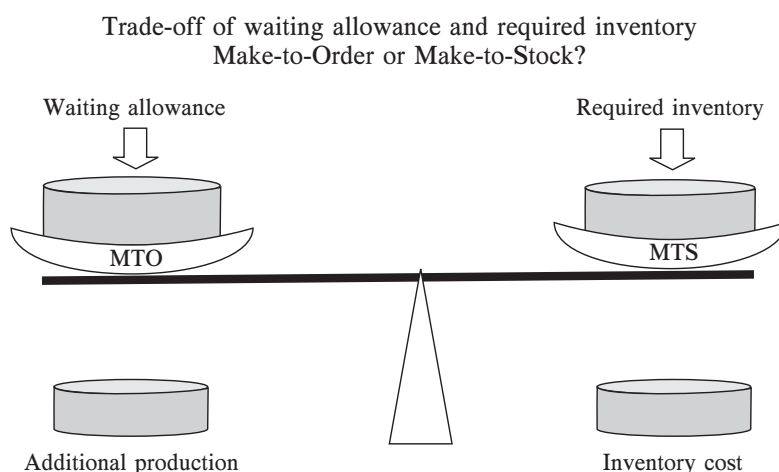 Trade-off of waiting allowance and required inventory
Make-to-Order or Make-to-Stock?
Waiting allowance
Required inventory
MTO
MTS
Additional production
Inventory cost